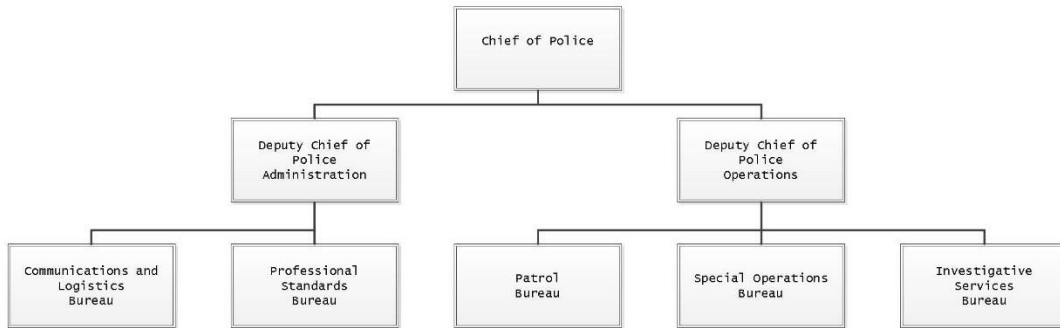 Chief of Police
Deputy Chief of
Police
Administration
Deputy Chief of
Police
Operations
Communications and
Logistics
Bureau
Professional
Standards
Bureau
Patrol
Bureau
Special Operations
Bureau
Investigative
Services
Bureau